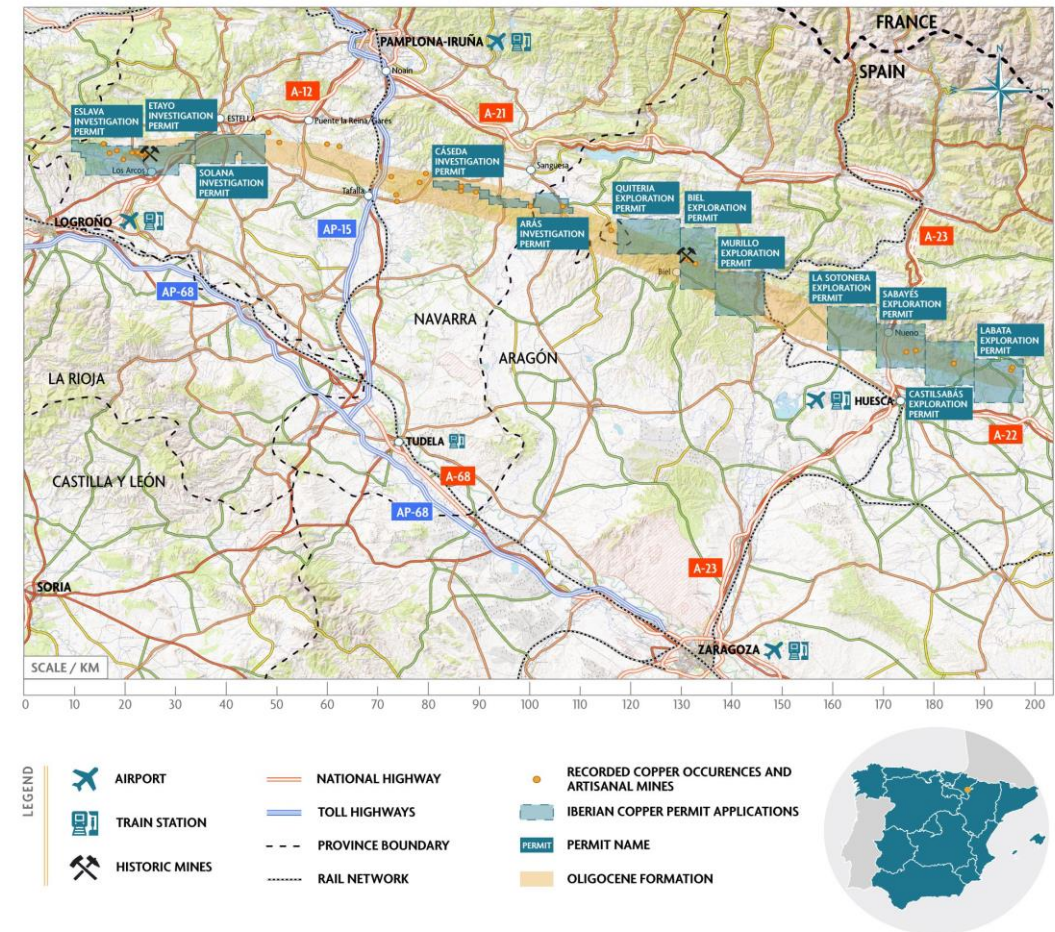 FRANCE
PAMPLONA-IRUÑA
SPAIN
N
W
E
S
Noain
A-12
ESLAVA
INVESTIGATION
PERMIT
ETAYO
INVESTIGATION
PERMIT
A-21
ESTELLA
Puente la Reina/Gares
CÁSEDA
INVESTIGATION
PERMIT
Sanguesa
Los Arcos
SOLANA
INVESTIGATION
PERMIT
Tafalla
QUITERIA
EXPLORATION
PERMIT
BIEL
EXPLORATION
PERMIT
LOGROÑO
AP-15
ARÁS
INVESTIGATION
PERMIT
A-23
MURILLO
EXPLORATION
PERMIT
Biel
LA SOTONERA
EXPLORATION
PERMIT
AP-68
SABAYÉS
EXPLORATION
PERMIT
NAVARRA
Nueno
LABATA
EXPLORATION
PERMIT
ARAGÓN
LA RIOJA
HUESCA
CASTILSABÁS
EXPLORATION
PERMIT
A-22
TUDELA
A-68
CASTILLA Y LEÓN
AP-68
A-23
SORIA
ZARAGOZA
SCALE / KM
0 10 20 30 40 50 60 70 80 90 100 110 120 130 140 150 160 170 180 190 200
LEGEND
AIRPORT
TRAIN STATION
HISTORIC MINES
NATIONAL HIGHWAY
TOLL HIGHWAYS
PROVINCE BOUNDARY
RAIL NETWORK
RECORDED COPPER OCCURENCES AND
ARTISANAL MINES
IBERIAN COPPER PERMIT APPLICATIONS
PERMIT
PERMIT NAME
OLIGOCENE FORMATION